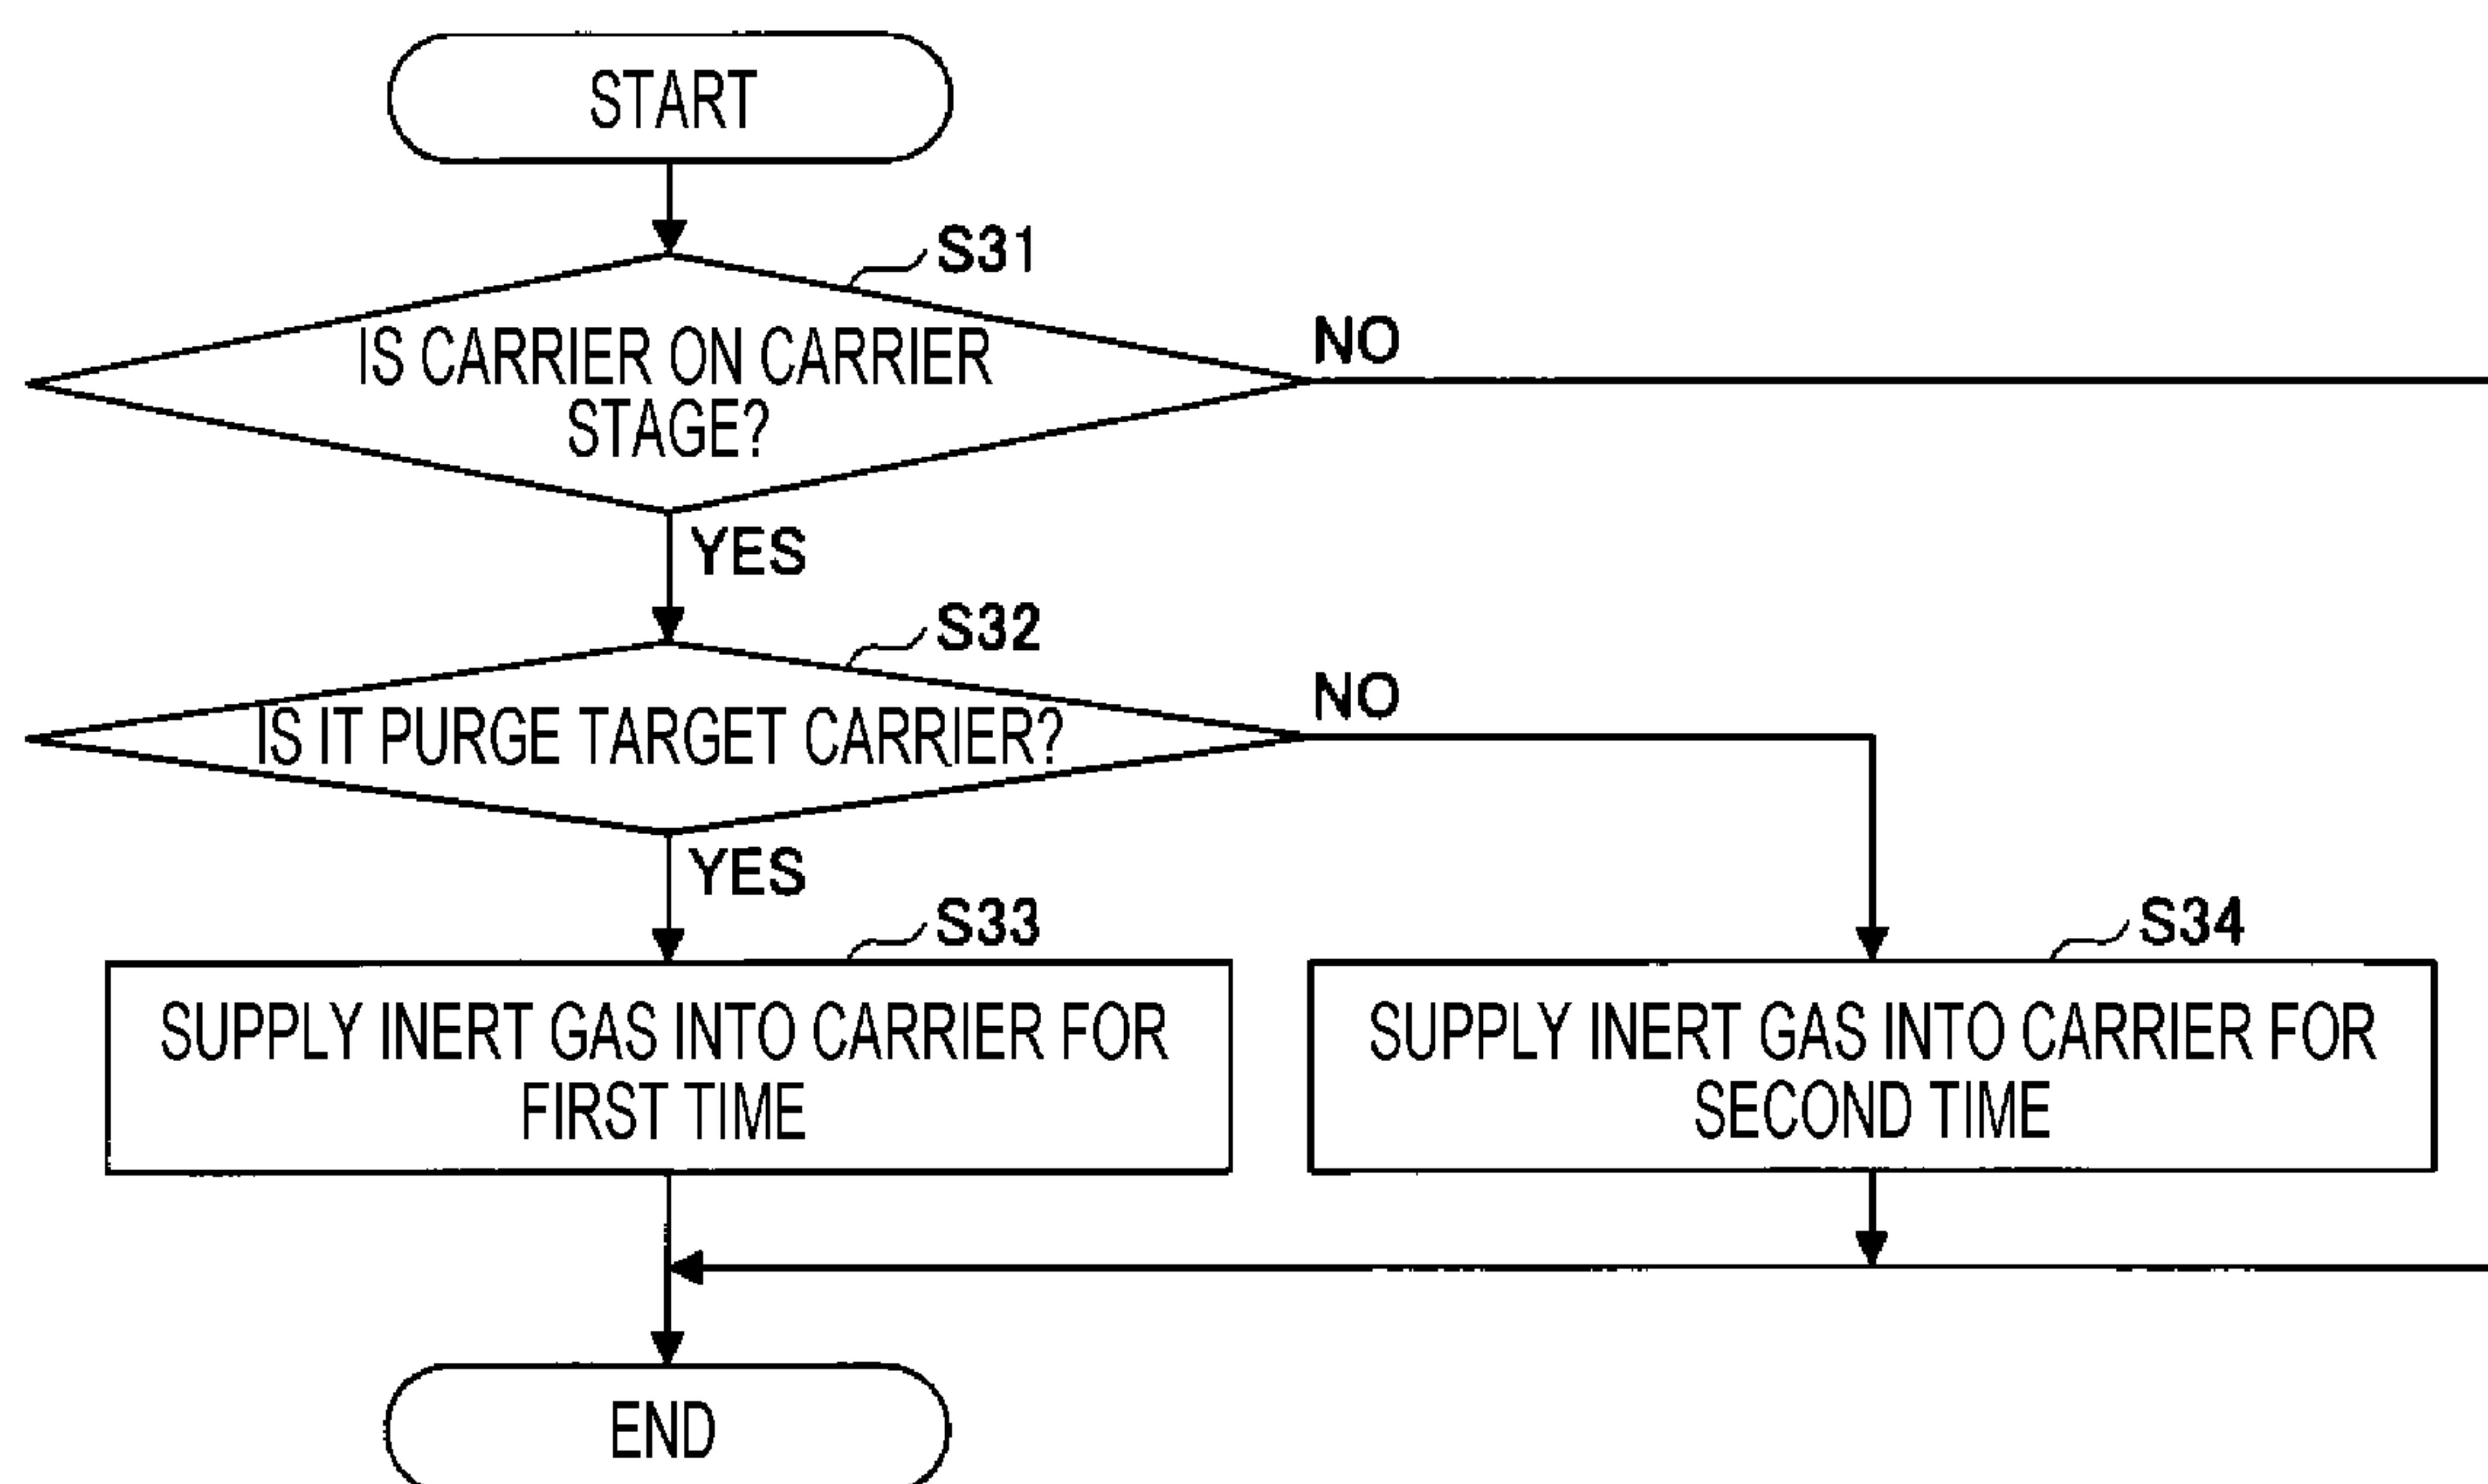 START
S31
IS CARRIER ON CARRIER
STAGE?
NO
YES
S32
IS IT PURGE TARGET CARRIER?
NO
YES
S33
SUPPLY INERT GAS INTO CARRIER FOR
FIRST TIME
S34
SUPPLY INERT GAS INTO CARRIER FOR
SECOND TIME
END